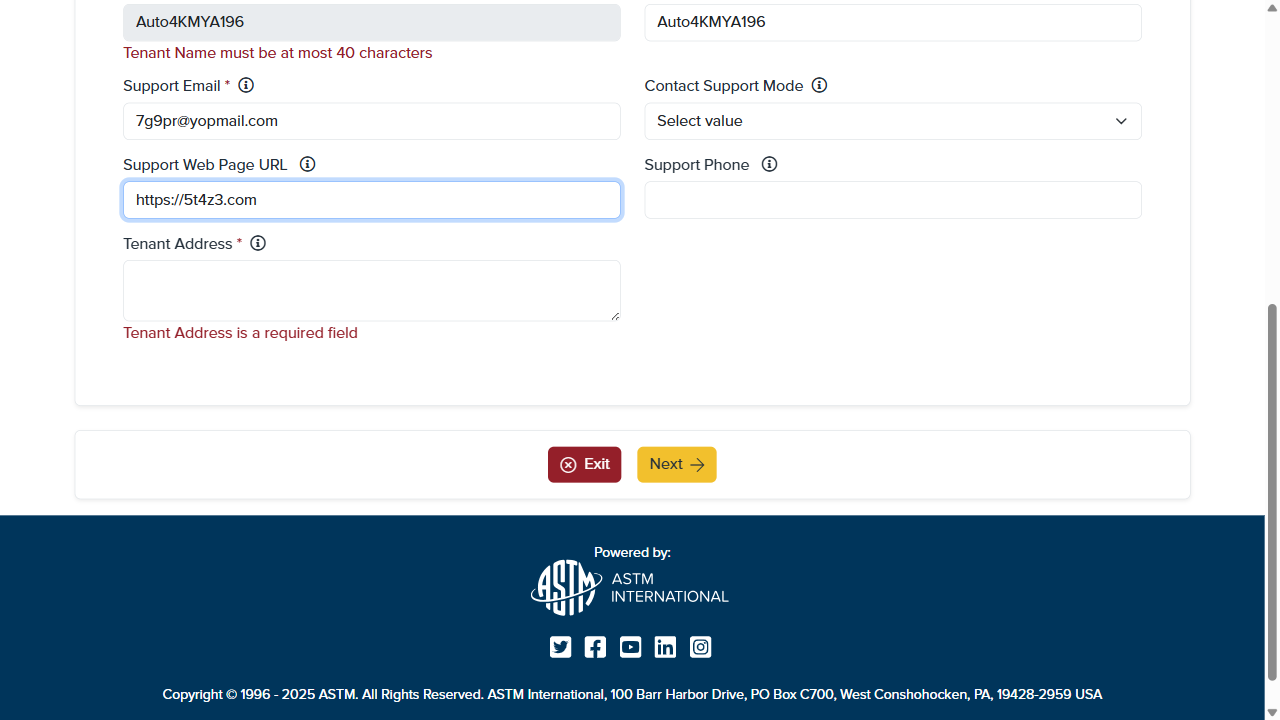 Auto4KMYA196
Auto4KMYA196
Tenant Name must be at most 40 characters
Support Email *
Contact Support Mode
7g9pr@yopmail.com
Select value
Support Web Page URL
Support Phone
https://5t4z3.com
Tenant Address *
Tenant Address is a required field
Exit
Next
Powered by:
ASTM
ASTM
INTERNATIONAL
Copyright © 1996 - 2025 ASTM. All Rights Reserved. ASTM International, 100 Barr Harbor Drive, PO Box C700, West Conshohocken, PA, 19428-2959 USA